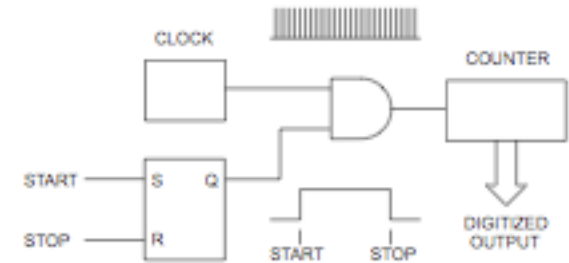 CLOCK
COUNTER
START
S
Q
STOP
R
START
STOP
DIGITIZED
OUTPUT